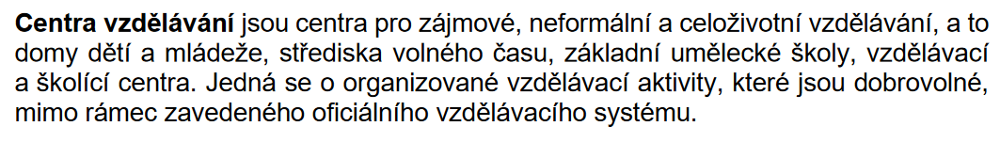 Centra vzdělávání jsou centra pro zájmové, neformální a celoživotní vzdělávání, a to
domy dětí a mládeže, střediska volného času, základní umělecké školy, vzdělávací
a školící centra. Jedná se o organizované vzdělávací aktivity, které jsou dobrovolné,
mimo rámec zavedeného oficiálního vzdělávacího systému.